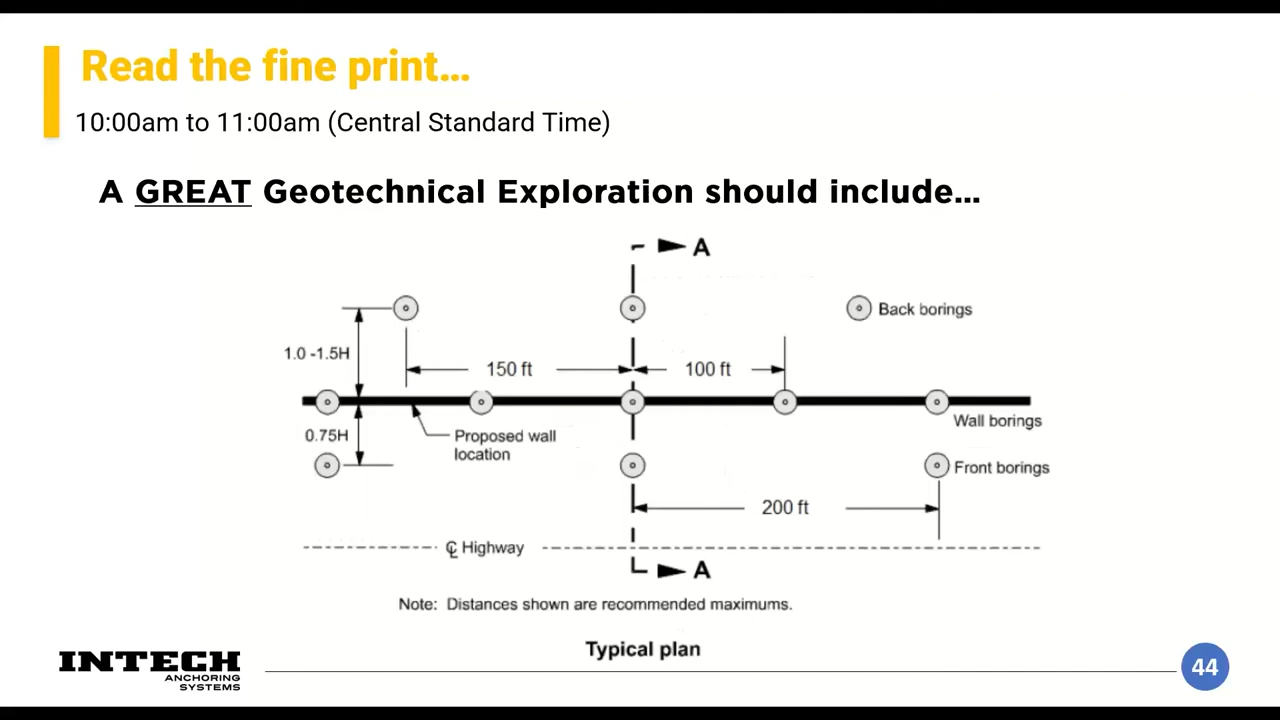 Read the fine print...
10:00am to 11:00am (Central Standard Time)
A GREAT Geotechnical Exploration should include...
A
Back borings
1.0 -1.5H
150 ft
100 ft
Wall borings
0.75H
Proposed wall
location
Front borings
200 ft
℄ Highway
A
Note: Distances shown are recommended maximums.
Typical plan
INTECH
ANCHORING
SYSTEMS
44